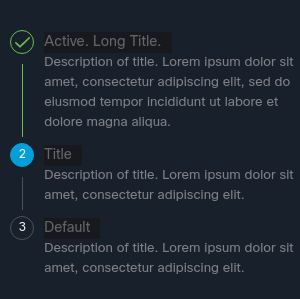 Active. Long Title.
Description of title. Lorem ipsum dolor sit
amet, consectetur adipiscing elit, sed do
eiusmod tempor incididunt ut labore et
dolore magna aliqua.
2 Title
Description of title. Lorem ipsum dolor sit
amet, consectetur adipiscing elit.
3 Default
Description of title. Lorem ipsum dolor sit
amet, consectetur adipiscing elit.